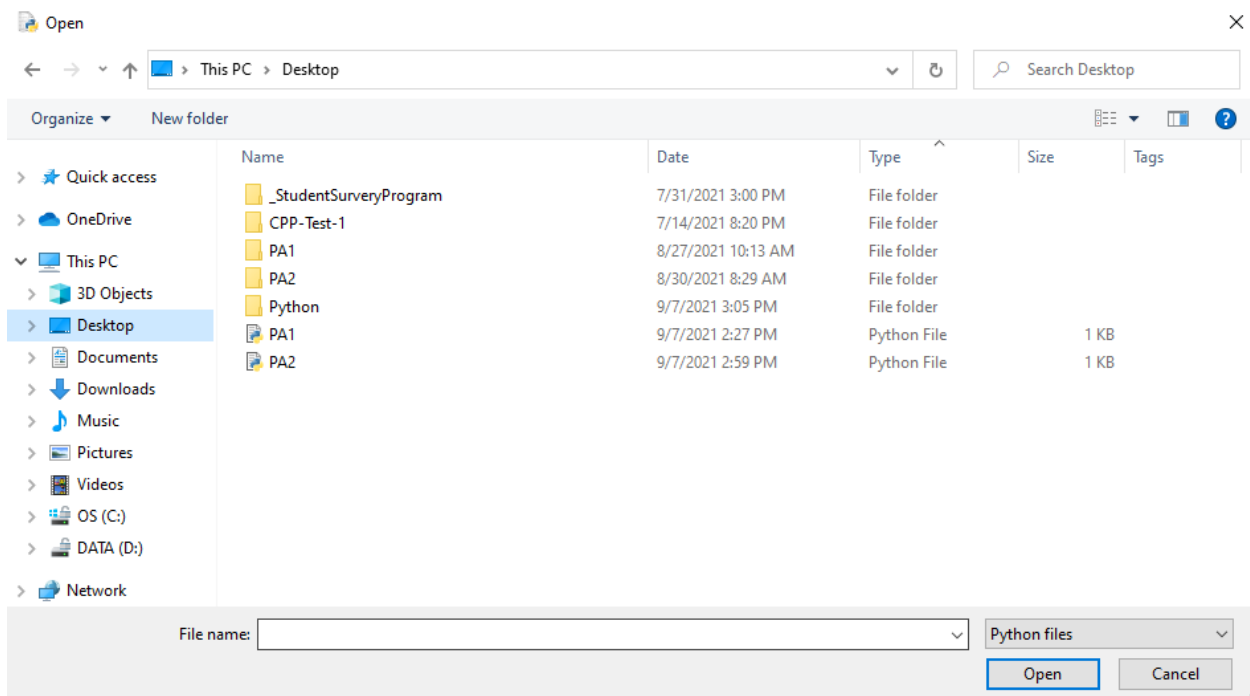 Open
This PC > Desktop
Search Desktop
Organize New folder
Name Date Type Size Tags
Quick access
OneDrive
This PC
3D Objects
Desktop
Documents
Downloads
Music
Pictures
Videos
OS (C:)
DATA (D:)
Network
_StudentSurveryProgram 7/31/2021 3:00 PM File folder
CPP-Test-1 7/14/2021 8:20 PM File folder
PA1 8/27/2021 10:13 AM File folder
PA2 8/30/2021 8:29 AM File folder
Python 9/7/2021 3:05 PM File folder
PA1 9/7/2021 2:27 PM Python File 1 KB
PA2 9/7/2021 2:59 PM Python File 1 KB
File name: Python files
Open Cancel